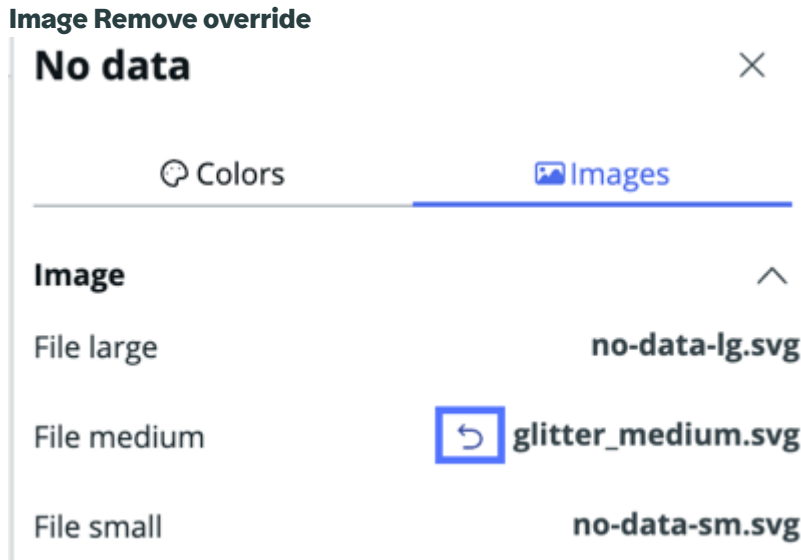 Image Remove override
No data
Colors
Images
Image
File large
no-data-lg.svg
File medium
glitter_medium.svg
File small
no-data-sm.svg